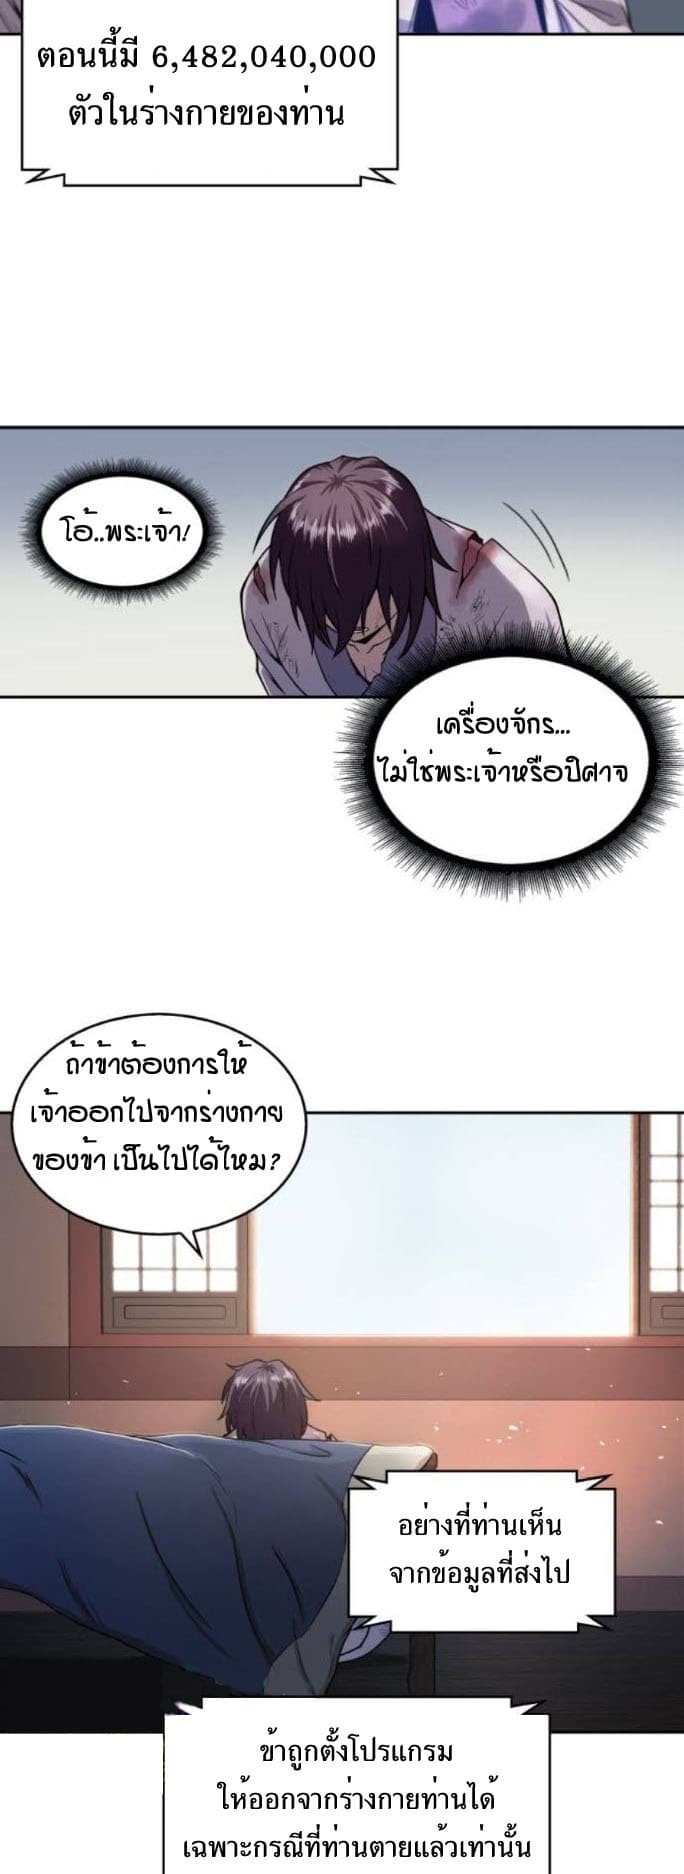 ตอนนี้มี 6,482,040,000
ตัวในร่างกายของท่าน
โอ้..พระเจ้า!
เครื่องจักร...
ไม่ใช่พระเจ้าหรือปิศาจ
ถ้าข้าต้องการให้
เจ้าออกไปจากร่างกาย
ของข้า เป็นไปได้ไหม?
อย่างที่ท่านเห็น
จากข้อมูลที่ส่งไป
ข้าถูกตั้งโปรแกรม
ให้ออกจากร่างกายท่านได้
เฉพาะกรณีที่ท่านตายแล้วเท่านั้น